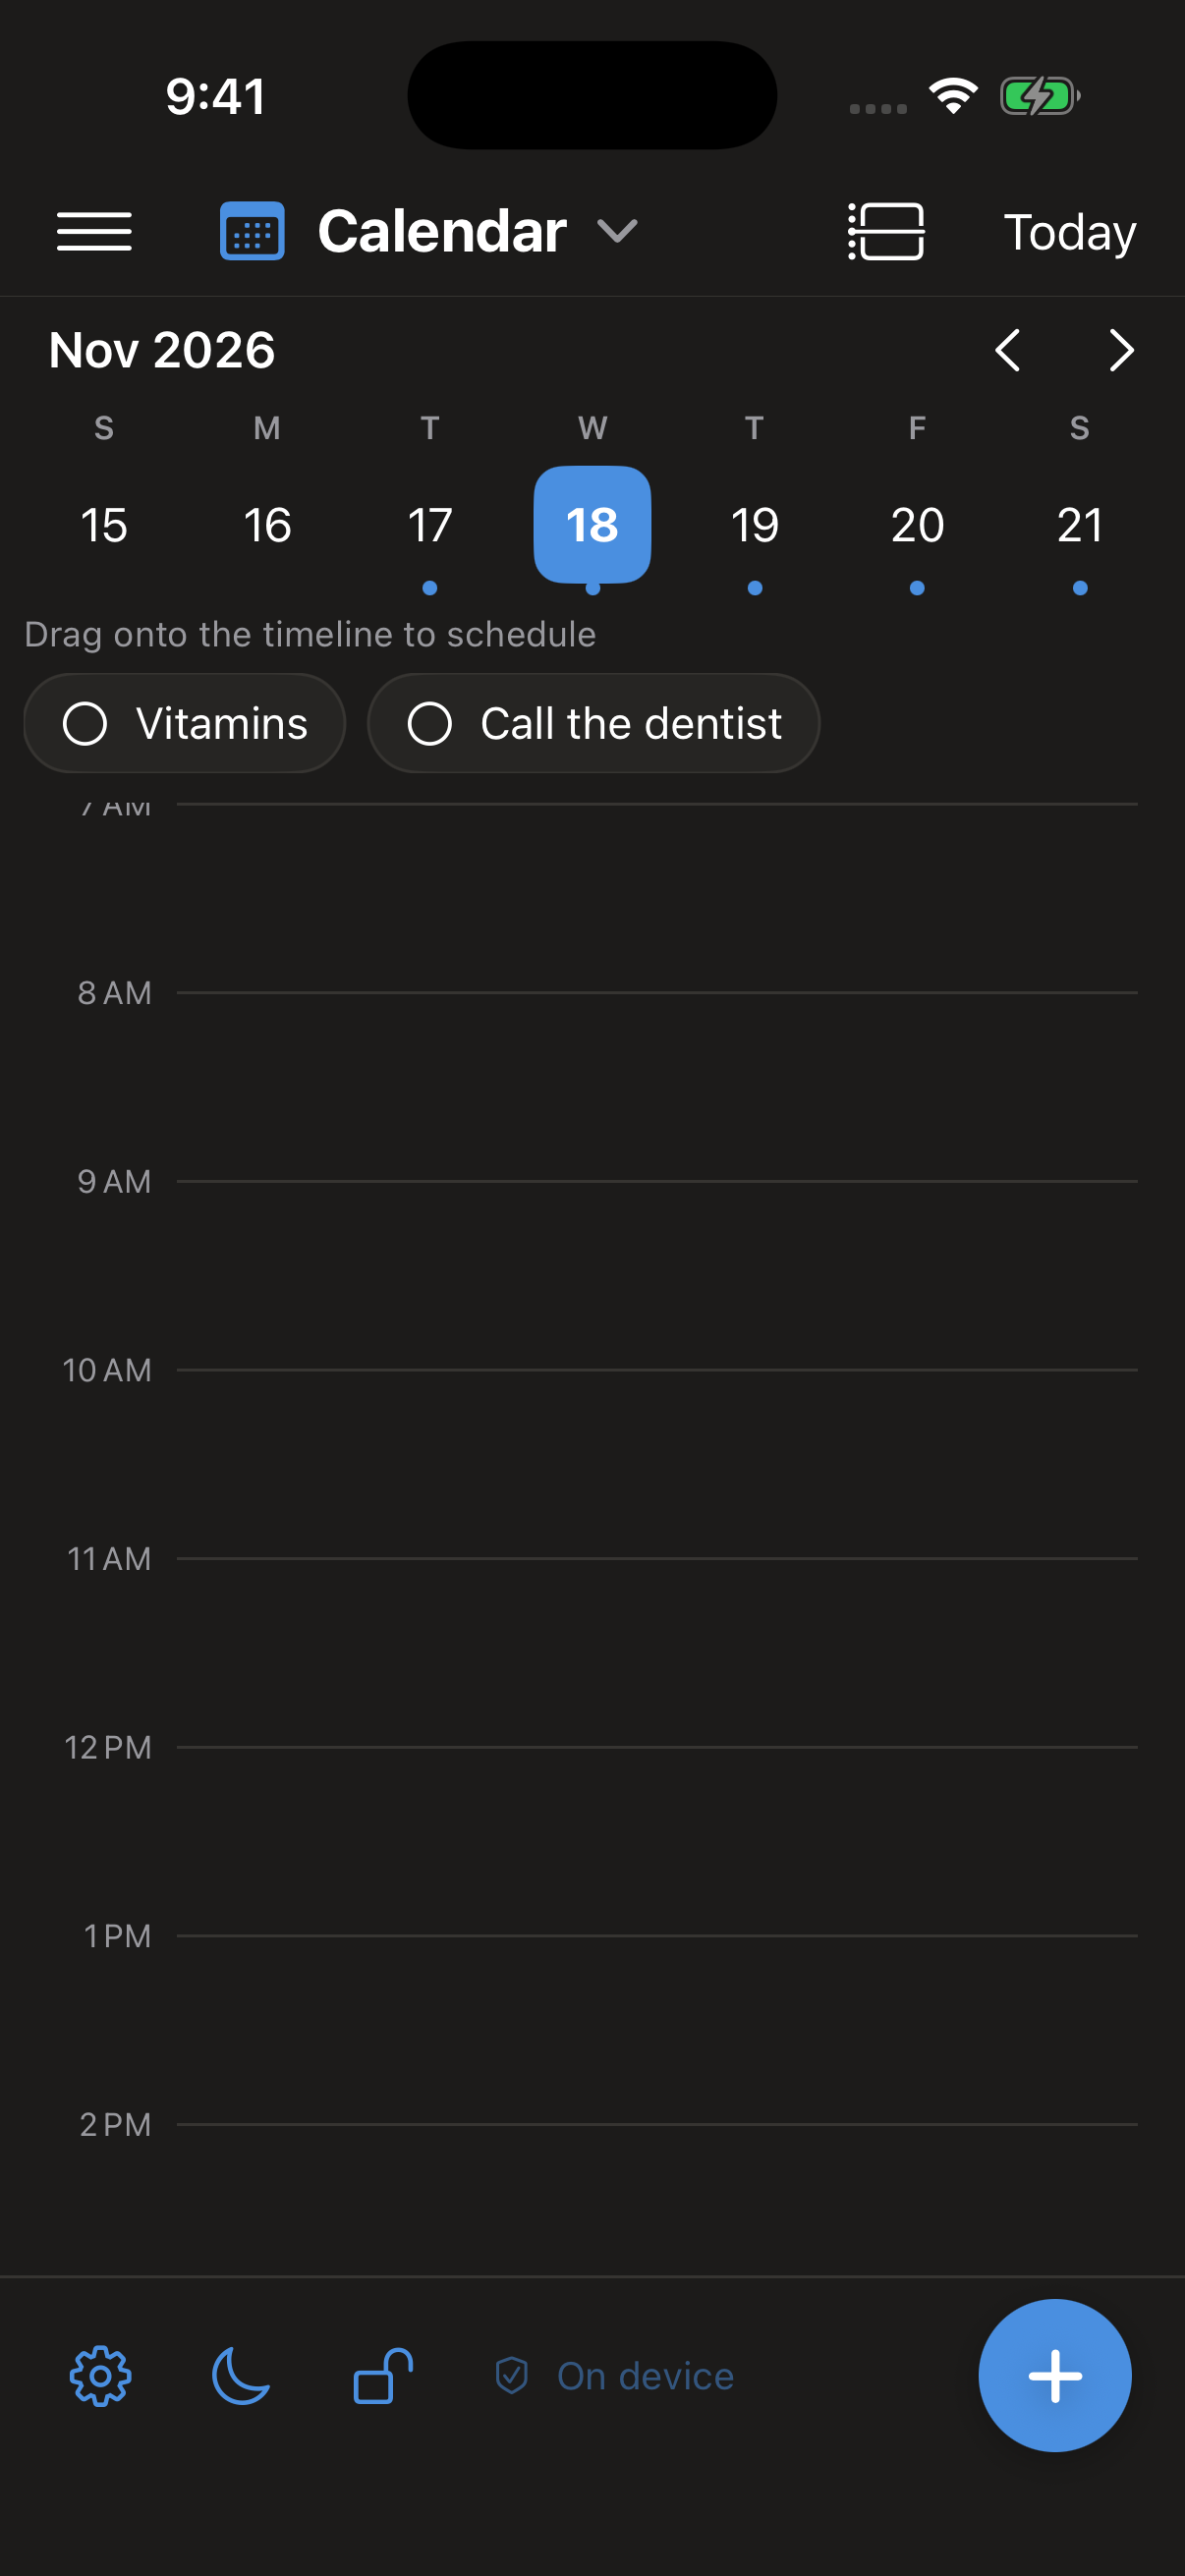 9:41
Calendar
Today
Nov 2026
S M T W T F S
15 16 17 18 19 20 21
Drag onto the timeline to schedule
Vitamins
Call the dentist
7 AM
8 AM
9 AM
10 AM
11 AM
12 PM
1 PM
2 PM
On device